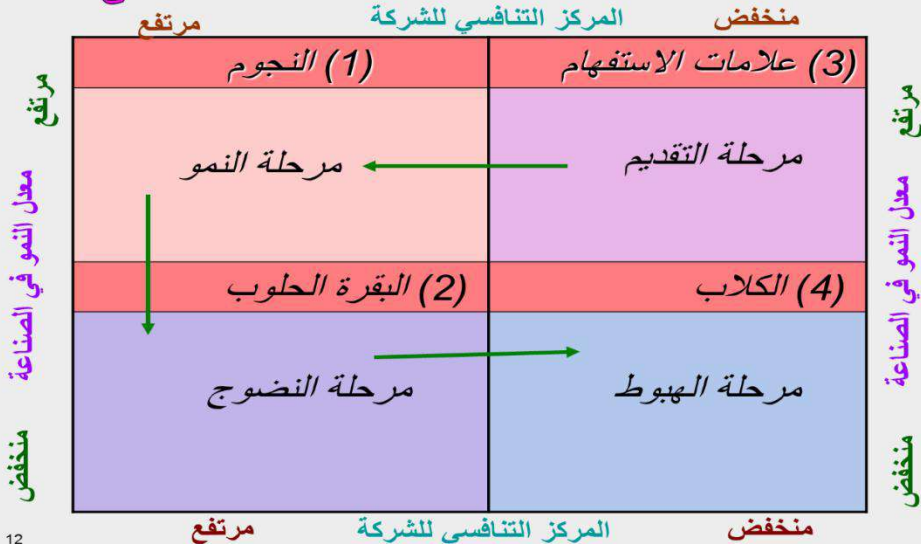 منخفض المركز التنافسي للشركة مرتفع
(3) علامات الاستفهام (1) النجوم
مرتفع مرتفع
مرحلة التقديم مرحلة النمو
معدل النمو في الصناعة معدل النمو في الصناعة
(4) الكلاب (2) البقرة الحلوب
مرحلة الهبوط مرحلة النضوج
منخفض منخفض
منخفض المركز التنافسي للشركة مرتفع
12